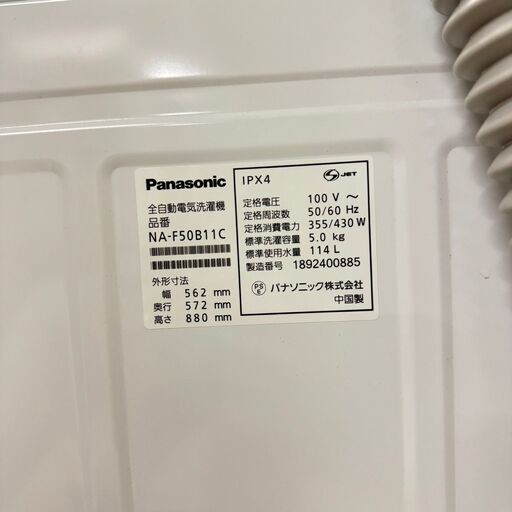 Panasonic
全自動電気洗濯機
品番
NA-F50B11C
外形寸法
幅 562 mm
奥行 572 mm
高さ 880 mm
IPX4
S JET
定格電圧 100 V ～
定格周波数 50/60 Hz
定格消費電力 355/430 W
標準洗濯容量 5.0 kg
標準使用水量 114 L
製造番号 1892400885
PS E パナソニック株式会社
中国製